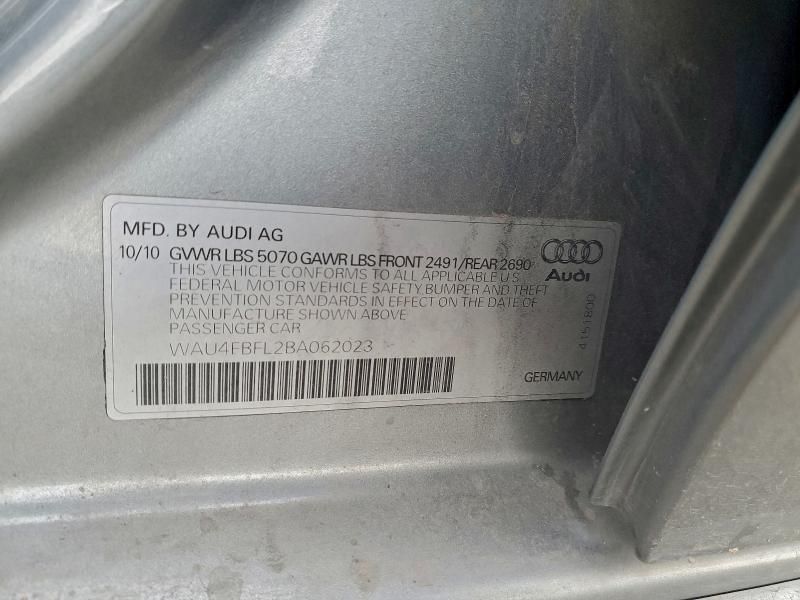 MFD. BY AUDI AG
10/10 GVWR LBS 5070 GAWR LBS FRONT 2491/REAR 2690
THIS VEHICLE CONFORMS TO ALL APPLICABLE U.S.
FEDERAL MOTOR VEHICLE SAFETY, BUMPER AND THEFT
PREVENTION STANDARDS IN EFFECT ON THE DATE OF
MANUFACTURE SHOWN ABOVE.
PASSENGER CAR
WAU4FBFL2BA062023
Audi
4151800
GERMANY